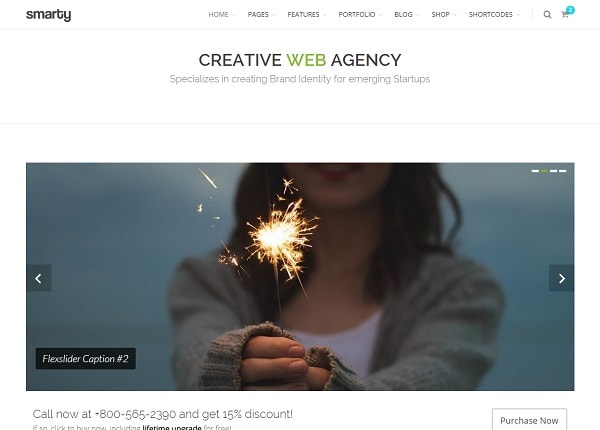 smarty
HOME PAGES FEATURES PORTFOLIO BLOG SHOP SHORTCODES 2
CREATIVE WEB AGENCY
Specializes in creating Brand Identity for emerging Startups
Flexslider Caption #2
Call now at +800-565-2390 and get 15% discount!
Purchase Now
If so, click to buy now, including lifetime upgrade for free!